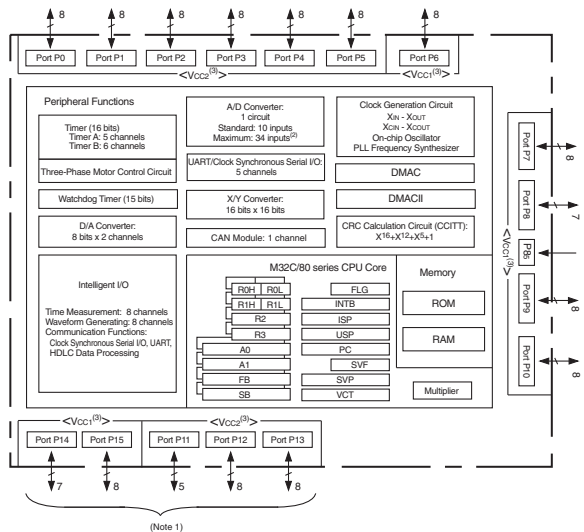 8 8 8 8 8 8 8
Port P0 Port P1 Port P2 Port P3 Port P4 Port P5 Port P6
<VCC2(3)> <VCC1(3)>
Peripheral Functions
Timer (16 bits)
Timer A: 5 channels
Timer B: 6 channels
Three-Phase Motor Control Circuit
Watchdog Timer (15 bits)
D/A Converter:
8 bits x 2 channels
Intelligent I/O
Time Measurement: 8 channels
Waveform Generating: 8 channels
Communication Functions:
Clock Synchronous Serial I/O, UART,
HDLC Data Processing
A/D Converter:
1 circuit
Standard: 10 inputs
Maximum: 34 inputs(2)
UART/Clock Synchronous Serial I/O:
5 channels
X/Y Converter:
16 bits x 16 bits
CAN Module: 1 channel
Clock Generation Circuit
XIN - XOUT
XCIN - XCOUT
On-chip Oscillator
PLL Frequency Synthesizer
DMAC
DMACII
CRC Calculation Circuit (CCITT):
X16+X12+X5+1
M32C/80 series CPU Core
R0H R0L
R1H R1L
R2
R3
A0
A1
FB
SB
FLG
INTB
ISP
USP
PC
SVF
SVP
VCT
Memory
ROM
RAM
Multiplier
<VCC1(3)>
Port P7 8
Port P8 7
P85
Port P9 8
Port P10 8
<VCC1(3)> <VCC2(3)>
Port P14 Port P15 Port P11 Port P12 Port P13
7 8 5 8 8
(Note 1)